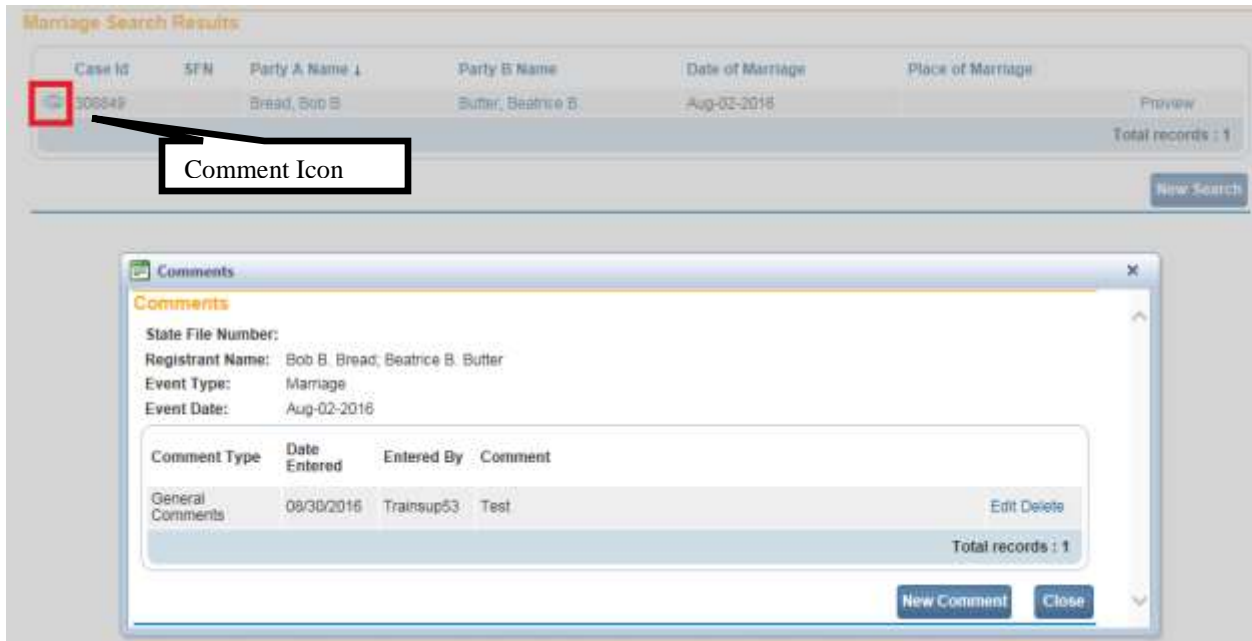 Marriage Search Results
Case Id SFN Party A Name ↓ Party B Name Date of Marriage Place of Marriage
306849 Bread, Bob B Butter, Beatrice B. Aug-02-2016 Preview
Total records : 1
Comment Icon
New Search
Comments
Comments
State File Number:
Registrant Name: Bob B. Bread; Beatrice B. Butter
Event Type: Marriage
Event Date: Aug-02-2016
Comment Type Date Entered Entered By Comment
General Comments 08/30/2016 Trainsup53 Test Edit Delete
Total records : 1
New Comment Close